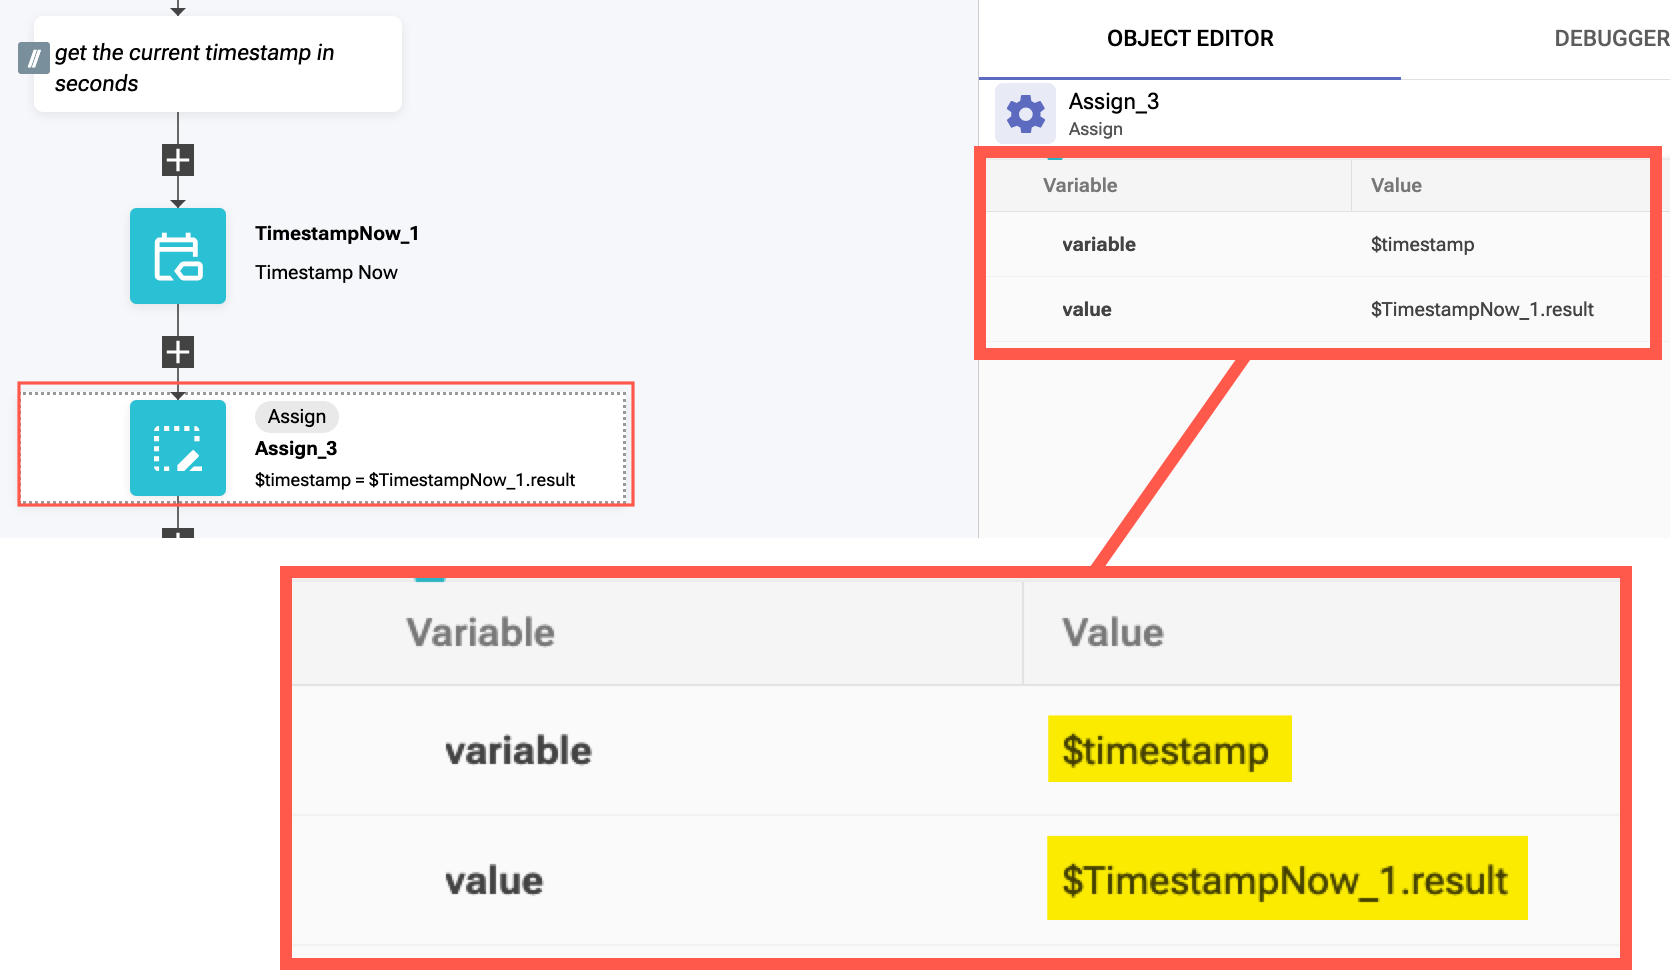 // get the current timestamp in
seconds
TimestampNow_1
Timestamp Now
Assign
Assign_3
$timestamp = $TimestampNow_1.result
OBJECT EDITOR DEBUGGER
Assign_3
Assign
Variable Value
variable $timestamp
value $TimestampNow_1.result
Variable Value
variable $timestamp
value $TimestampNow_1.result